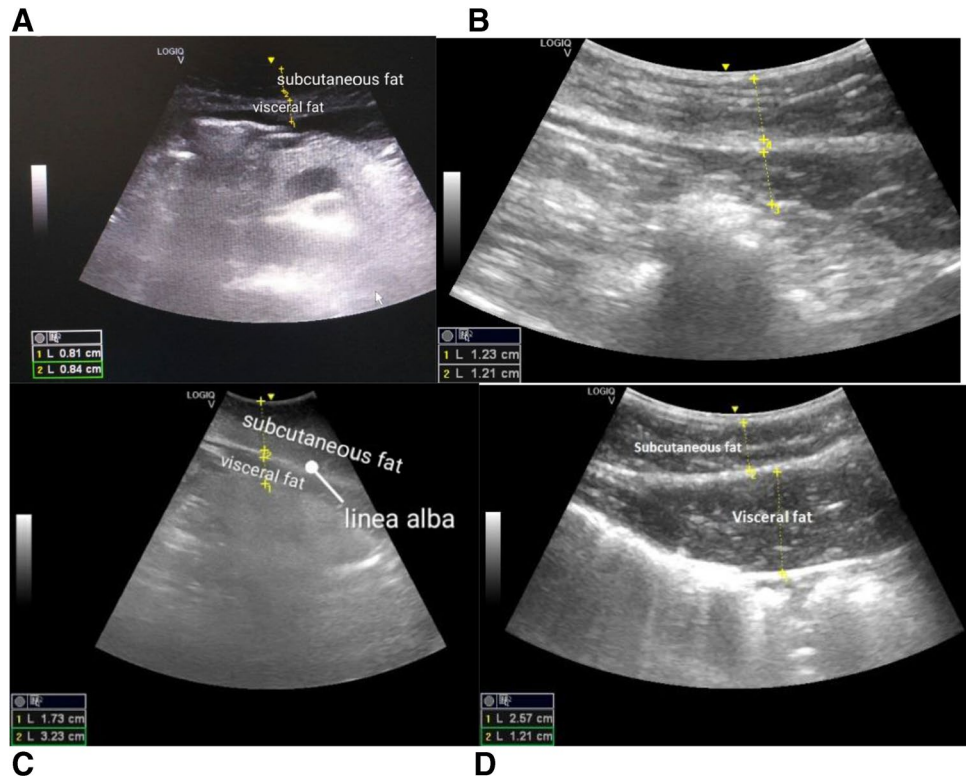 A
B
LOGIQ
V
subcutaneous fat
visceral fat
1 L 0.81 cm
2 L 0.84 cm
LOGIQ
V
1 L 1.23 cm
2 L 1.21 cm
LOGIQ
V
subcutaneous fat
visceral fat
linea alba
1 L 1.73 cm
2 L 3.23 cm
LOGIQ
V
Subcutaneous fat
Visceral fat
1 L 2.57 cm
2 L 1.21 cm
C
D